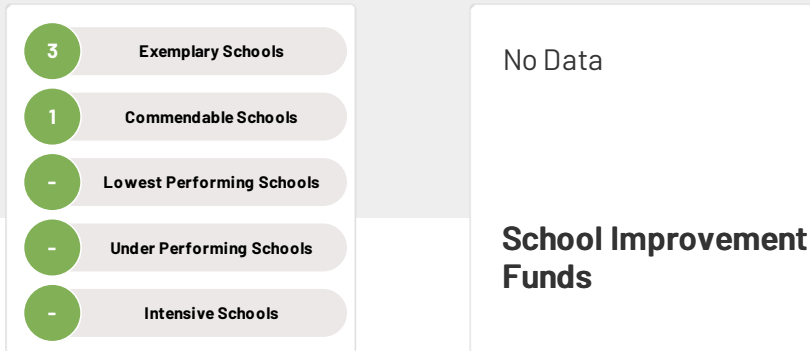 3 Exemplary Schools
1 Commendable Schools
- Lowest Performing Schools
- Under Performing Schools
- Intensive Schools
No Data
School Improvement
Funds